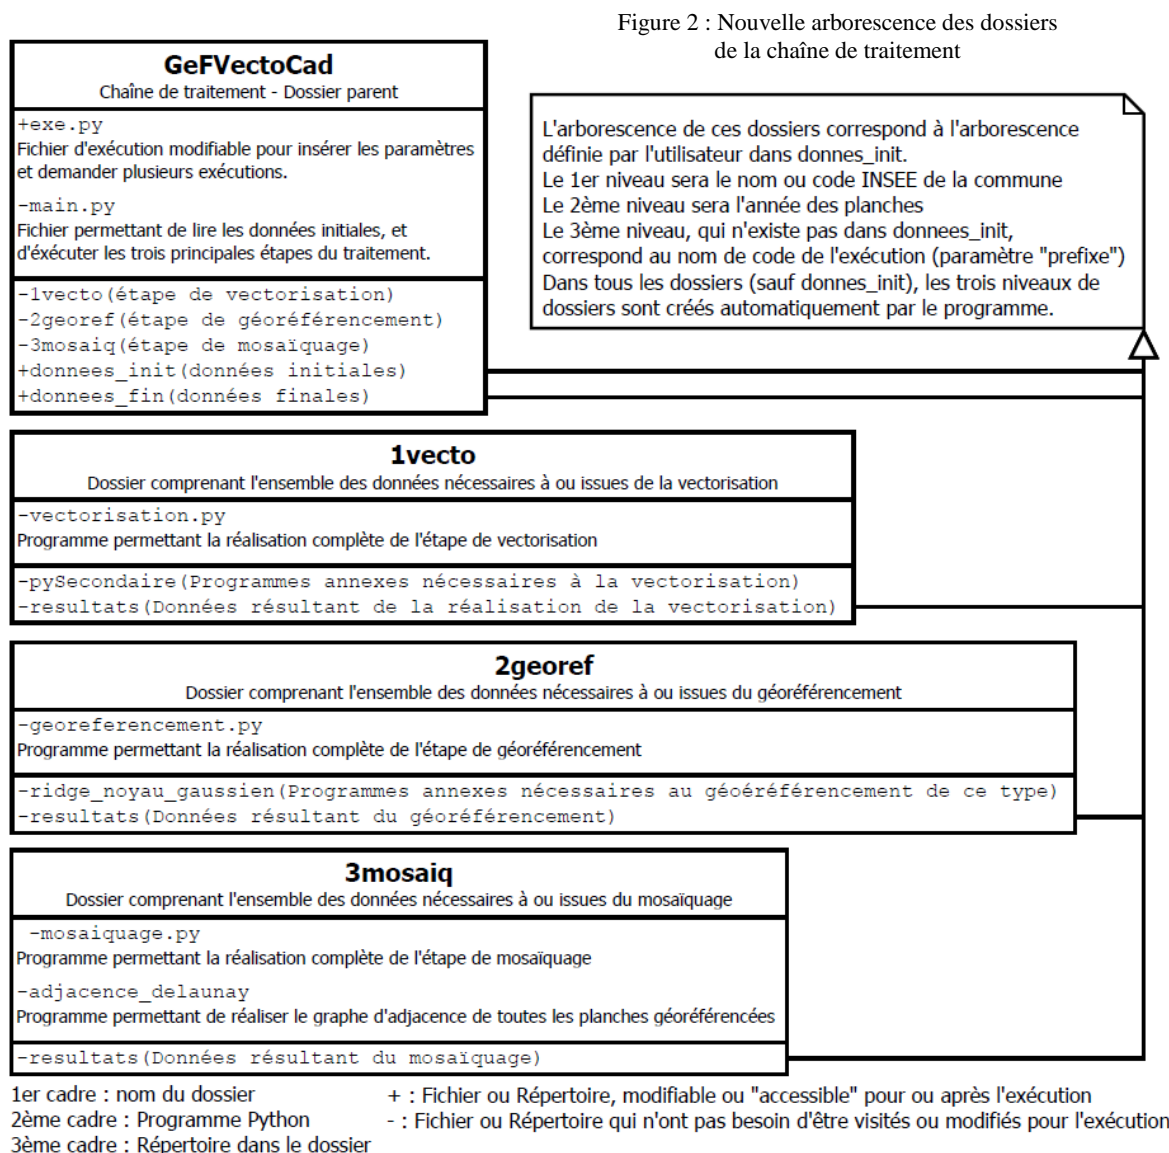 Figure 2 : Nouvelle arborescence des dossiers
de la chaîne de traitement
GeFVectoCad
Chaîne de traitement - Dossier parent
+exe.py
Fichier d'exécution modifiable pour insérer les paramètres
et demander plusieurs exécutions.
-main.py
Fichier permettant de lire les données initiales, et
d'éxécuter les trois principales étapes du traitement.
-1vecto(étape de vectorisation)
-2georef(étape de géoréférencement)
-3mosaiq(étape de mosaïquage)
+donnees_init(données initiales)
+donnees_fin(données finales)
L'arborescence de ces dossiers correspond à l'arborescence
définie par l'utilisateur dans donnes_init.
Le 1er niveau sera le nom ou code INSEE de la commune
Le 2ème niveau sera l'année des planches
Le 3ème niveau, qui n'existe pas dans donnees_init,
correspond au nom de code de l'exécution (paramètre "prefixe")
Dans tous les dossiers (sauf donnes_init), les trois niveaux de
dossiers sont créés automatiquement par le programme.
1vecto
Dossier comprenant l'ensemble des données nécessaires à ou issues de la vectorisation
-vectorisation.py
Programme permettant la réalisation complète de l'étape de vectorisation
-pySecondaire(Programmes annexes nécessaires à la vectorisation)
-resultats(Données résultant de la réalisation de la vectorisation)
2georef
Dossier comprenant l'ensemble des données nécessaires à ou issues du géoréférencement
-georeferencement.py
Programme permettant la réalisation complète de l'étape de géoréférencement
-ridge_noyau_gaussien(Programmes annexes nécessaires au géoéréférencement de ce type)
-resultats(Données résultant du géoréférencement)
3mosaiq
Dossier comprenant l'ensemble des données nécessaires à ou issues du mosaïquage
-mosaiquage.py
Programme permettant la réalisation complète de l'étape de mosaïquage
-adjacence_delaunay
Programme permettant de réaliser le graphe d'adjacence de toutes les planches géoréférencées
-resultats(Données résultant du mosaïquage)
1er cadre : nom du dossier
2ème cadre : Programme Python
3ème cadre : Répertoire dans le dossier
+ : Fichier ou Répertoire, modifiable ou "accessible" pour ou après l'exécution
- : Fichier ou Répertoire qui n'ont pas besoin d'être visités ou modifiés pour l'exécution